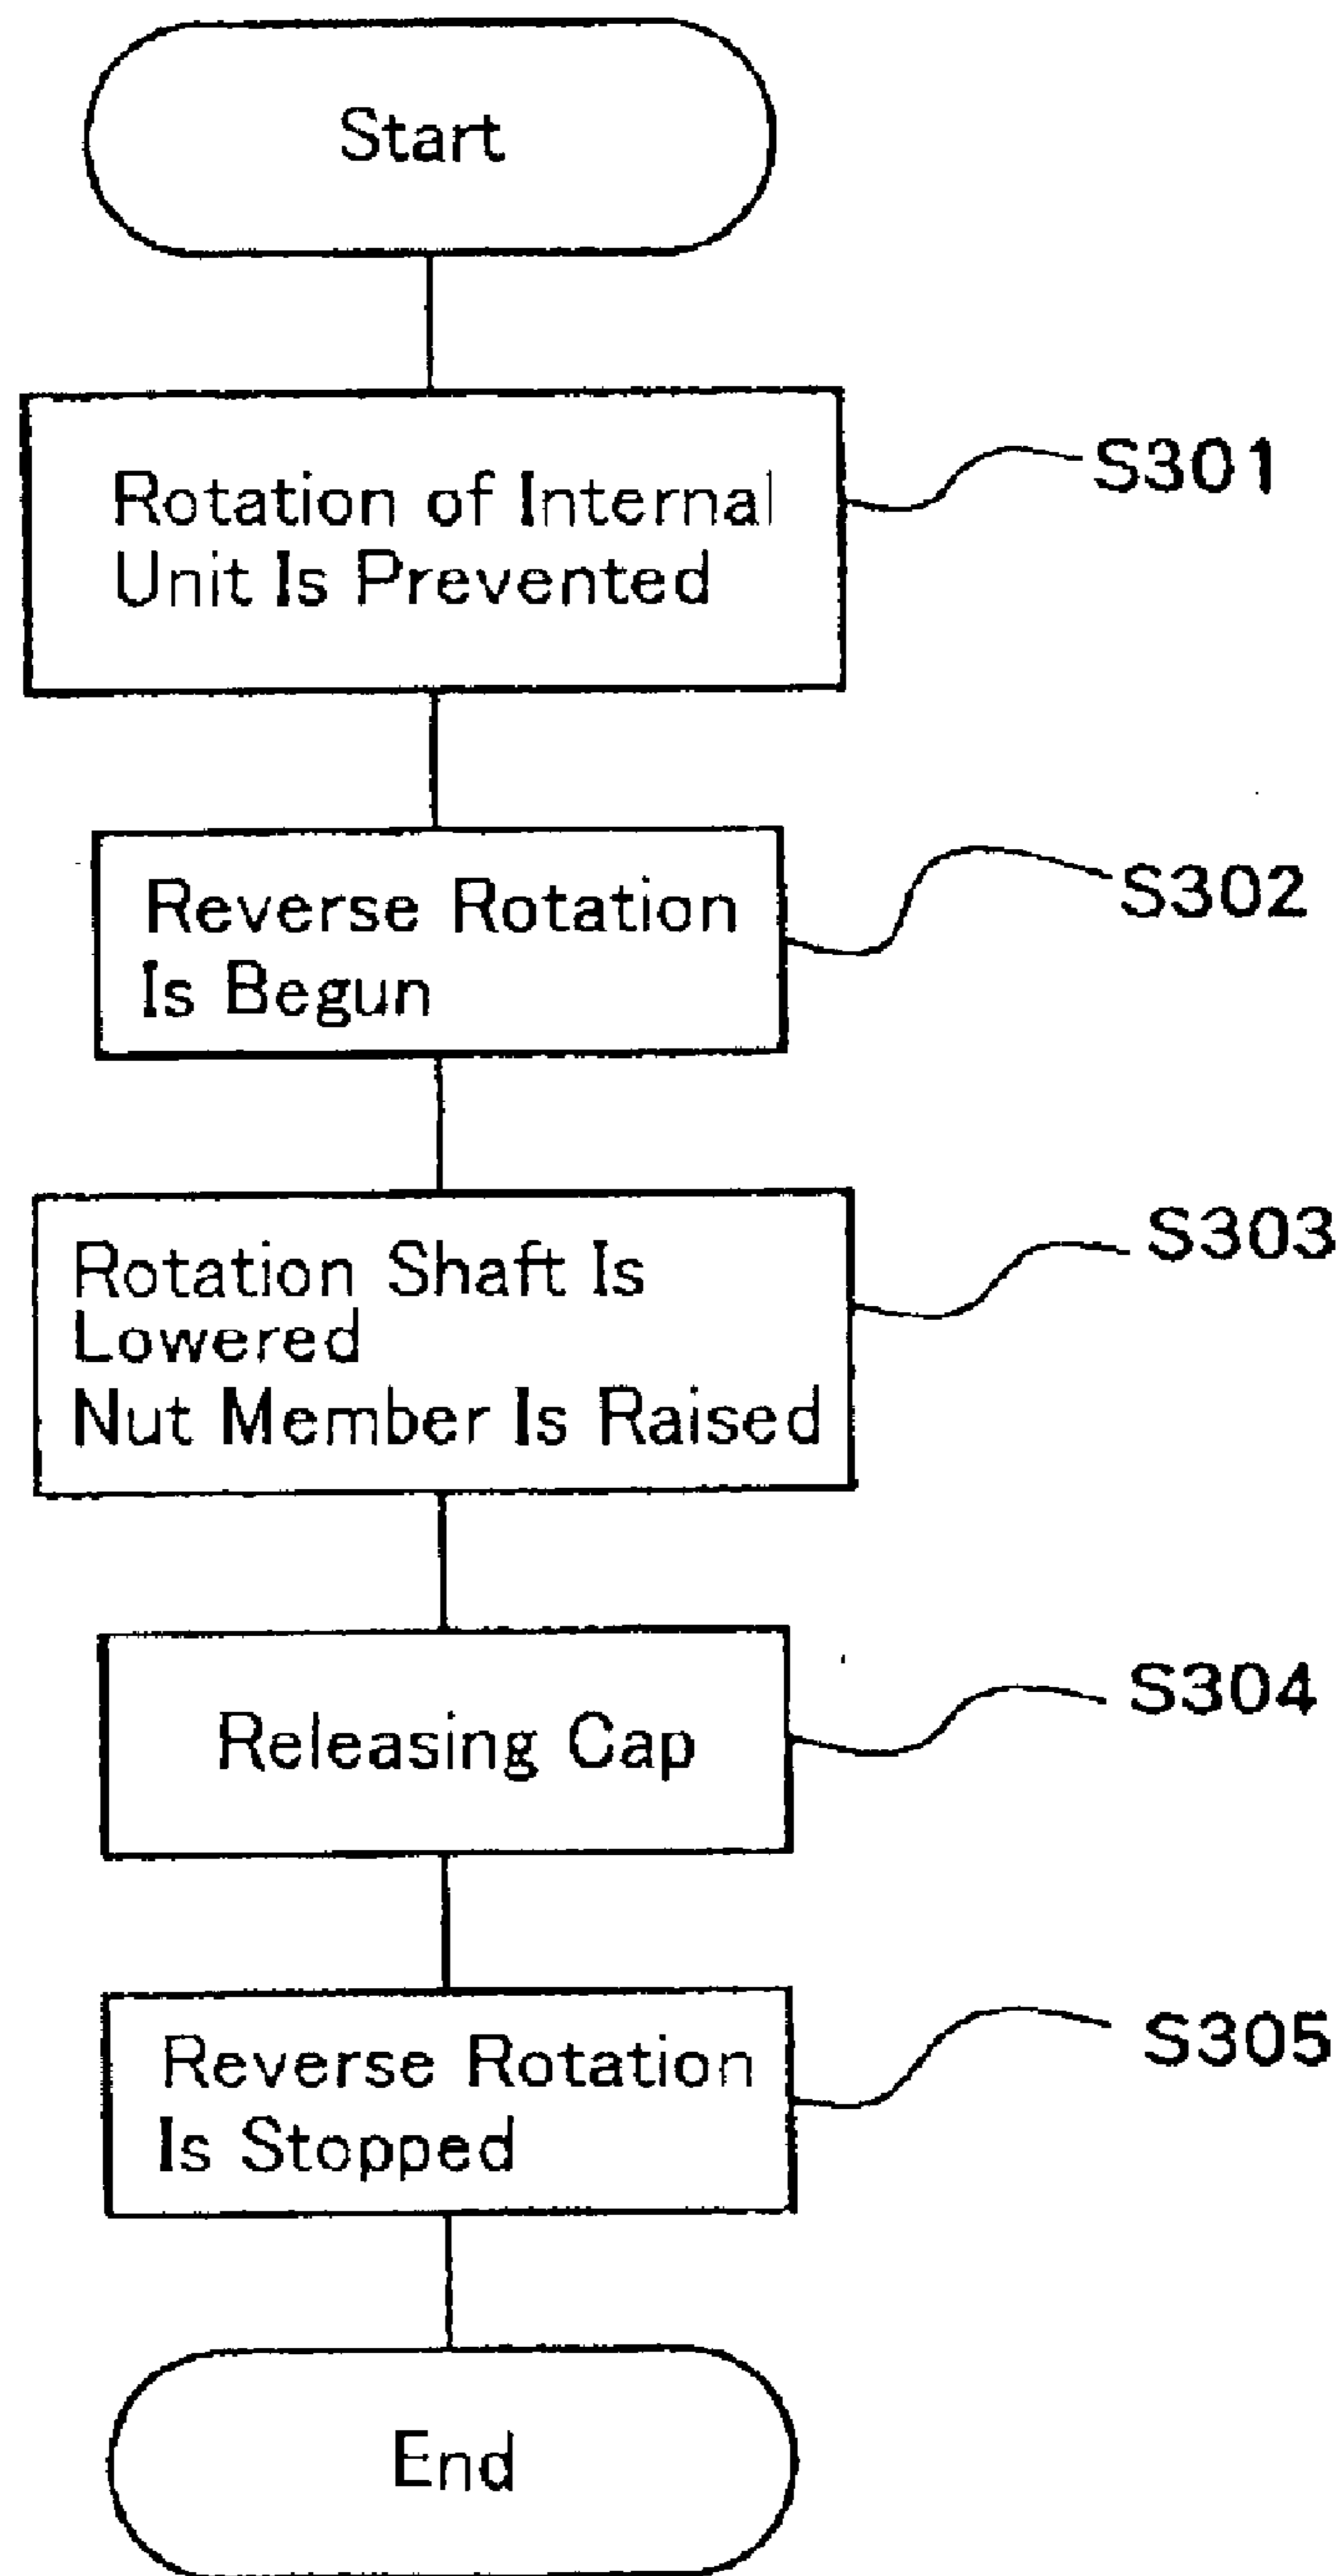 Start
Rotation of Internal
Unit Is Prevented
S301
Reverse Rotation
Is Begun
S302
Rotation Shaft Is
Lowered
Nut Member Is Raised
S303
Releasing Cap
S304
Reverse Rotation
Is Stopped
S305
End